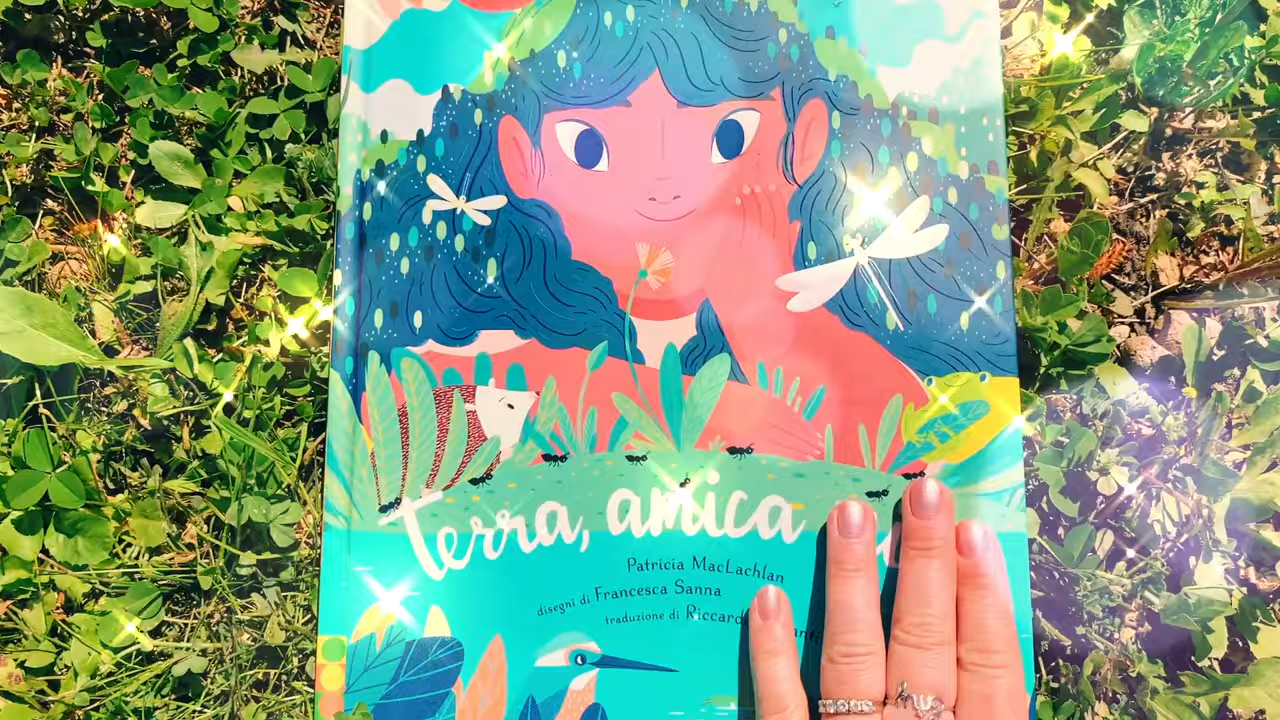 Terra, amica
Patricia MacLachlan
disegni di Francesca Sanna
traduzione di